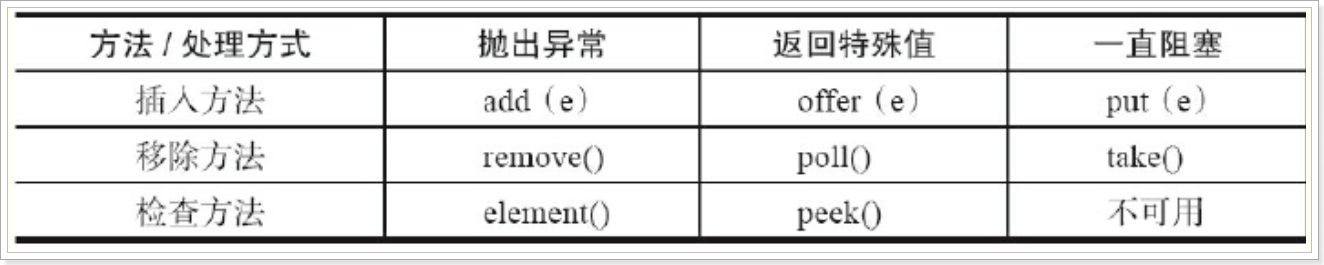 方法 / 处理方式 抛出异常 返回特殊值 一直阻塞
插入方法 add（e） offer（e） put（e）
移除方法 remove() poll() take()
检查方法 element() peek() 不可用